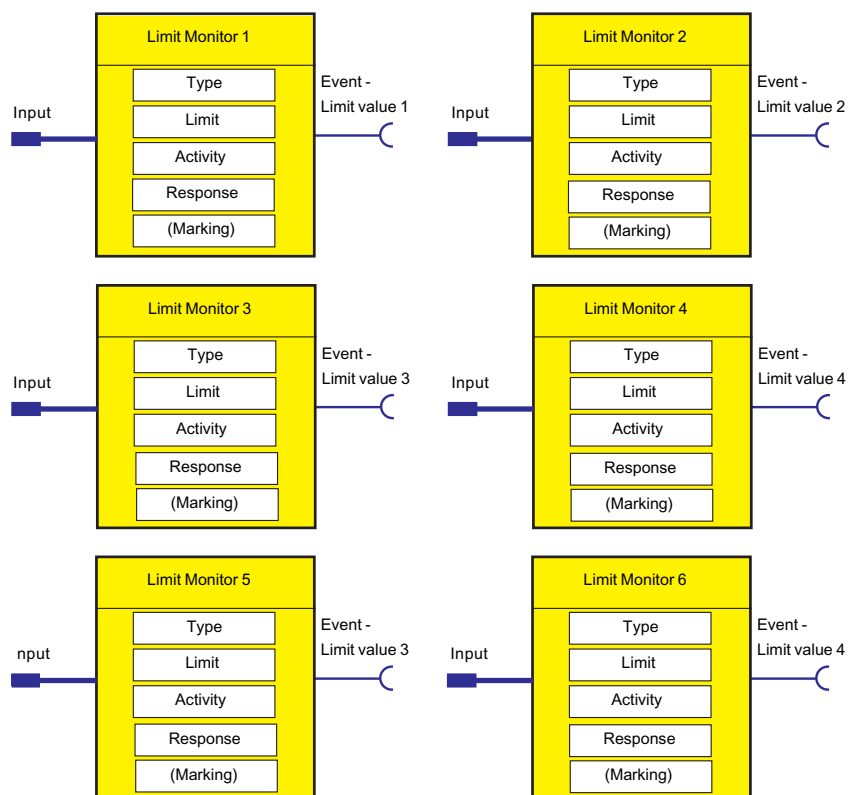 Limit Monitor 1
Type
Limit
Activity
Response
(Marking)
Input
Event -
Limit value 1
Limit Monitor 2
Type
Limit
Activity
Response
(Marking)
Input
Event -
Limit value 2
Limit Monitor 3
Type
Limit
Activity
Response
(Marking)
Input
Event -
Limit value 3
Limit Monitor 4
Type
Limit
Activity
Response
(Marking)
Input
Event -
Limit value 4
Limit Monitor 5
Type
Limit
Activity
Response
(Marking)
nput
Event -
Limit value 3
Limit Monitor 6
Type
Limit
Activity
Response
(Marking)
Input
Event -
Limit value 4